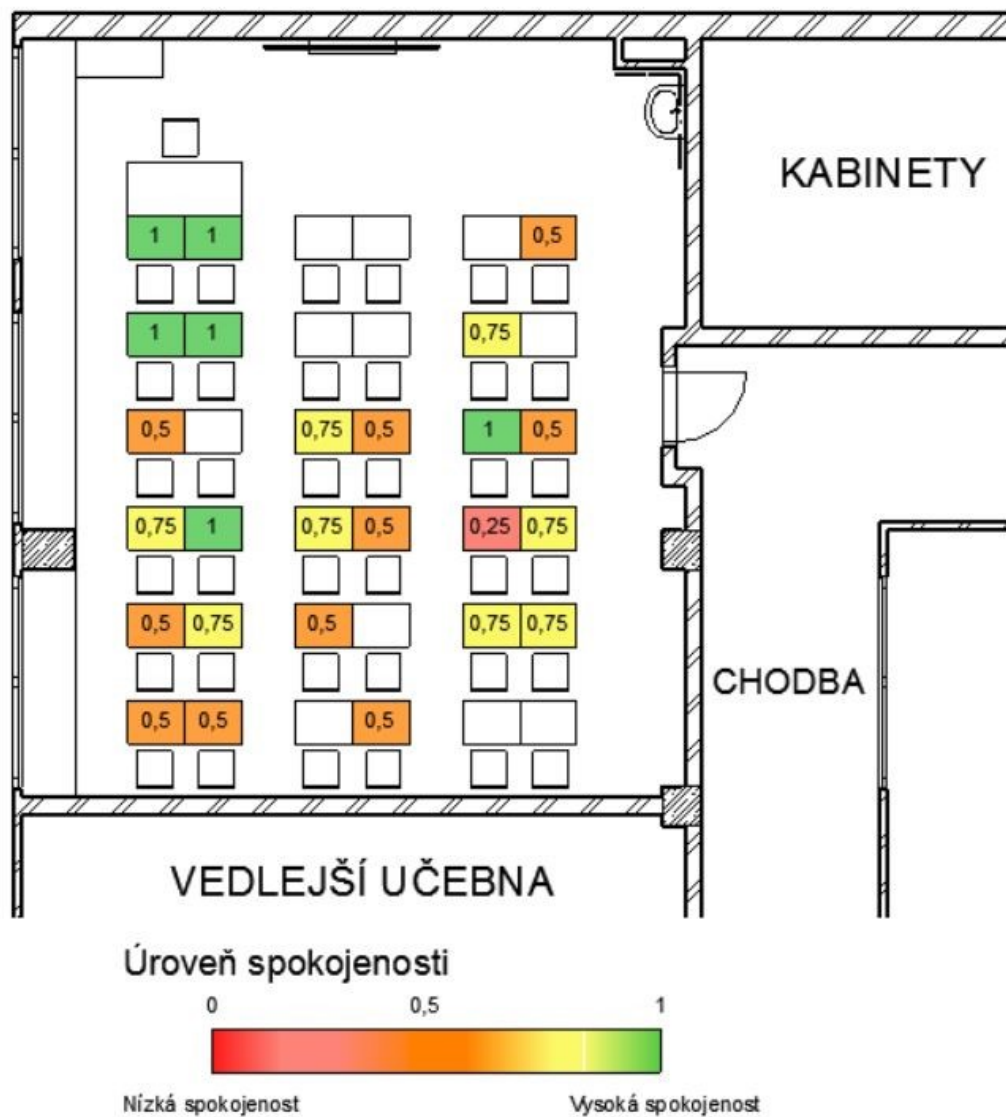 KABINETY
1 1 0,5
1 1 0,75
0,5 0,75 0,5 1 0,5
0,75 1 0,75 0,5 0,25 0,75
0,5 0,75 0,5 0,75 0,75
CHODBA
0,5 0,5 0,5
VEDLEJŠÍ UČEBNA
Úroveň spokojenosti
0 0,5 1
Nízká spokojenost Vysoká spokojenost